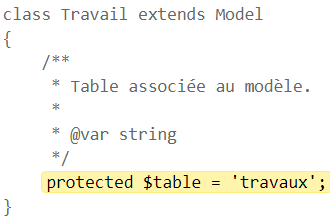 class Travail extends Model
{
    /**
     * Table associée au modèle.
     *
     * @var string
     */
    protected $table = 'travaux';
}